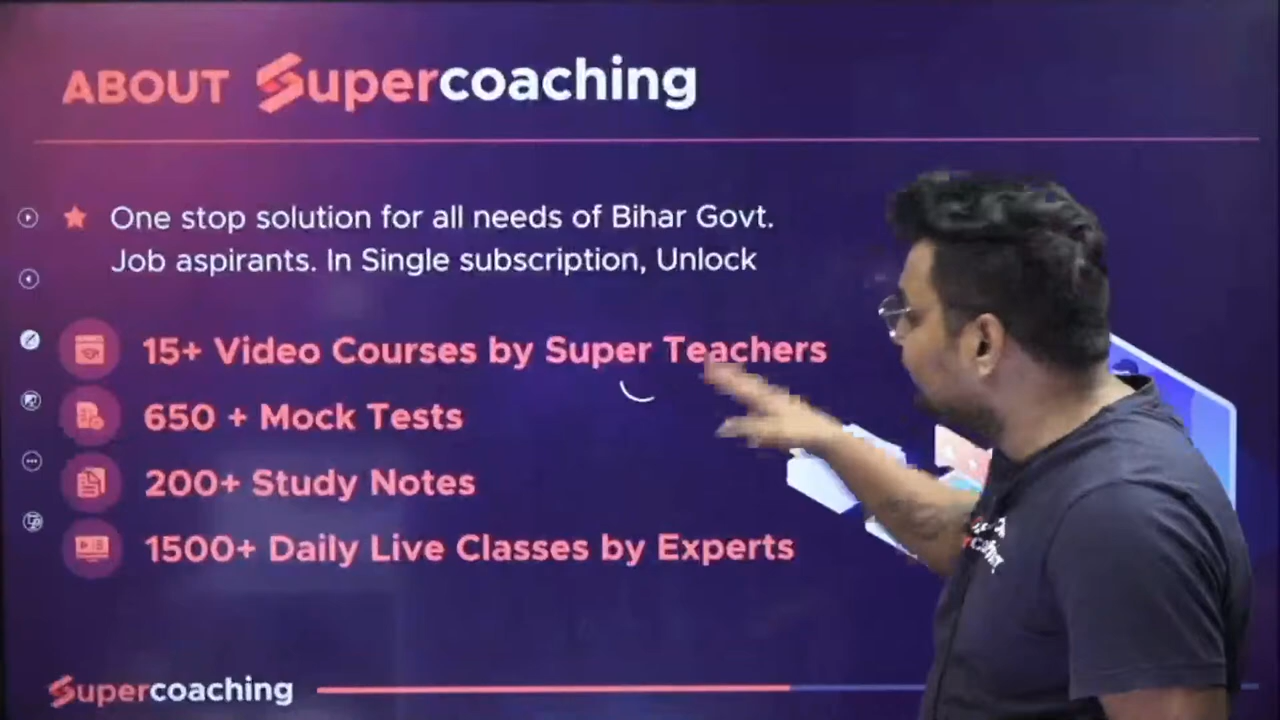 ABOUT Supercoaching
One stop solution for all needs of Bihar Govt.
Job aspirants. In Single subscription, Unlock
15+ Video Courses by Super Teachers
650 + Mock Tests
200+ Study Notes
1500+ Daily Live Classes by Experts
Supercoaching